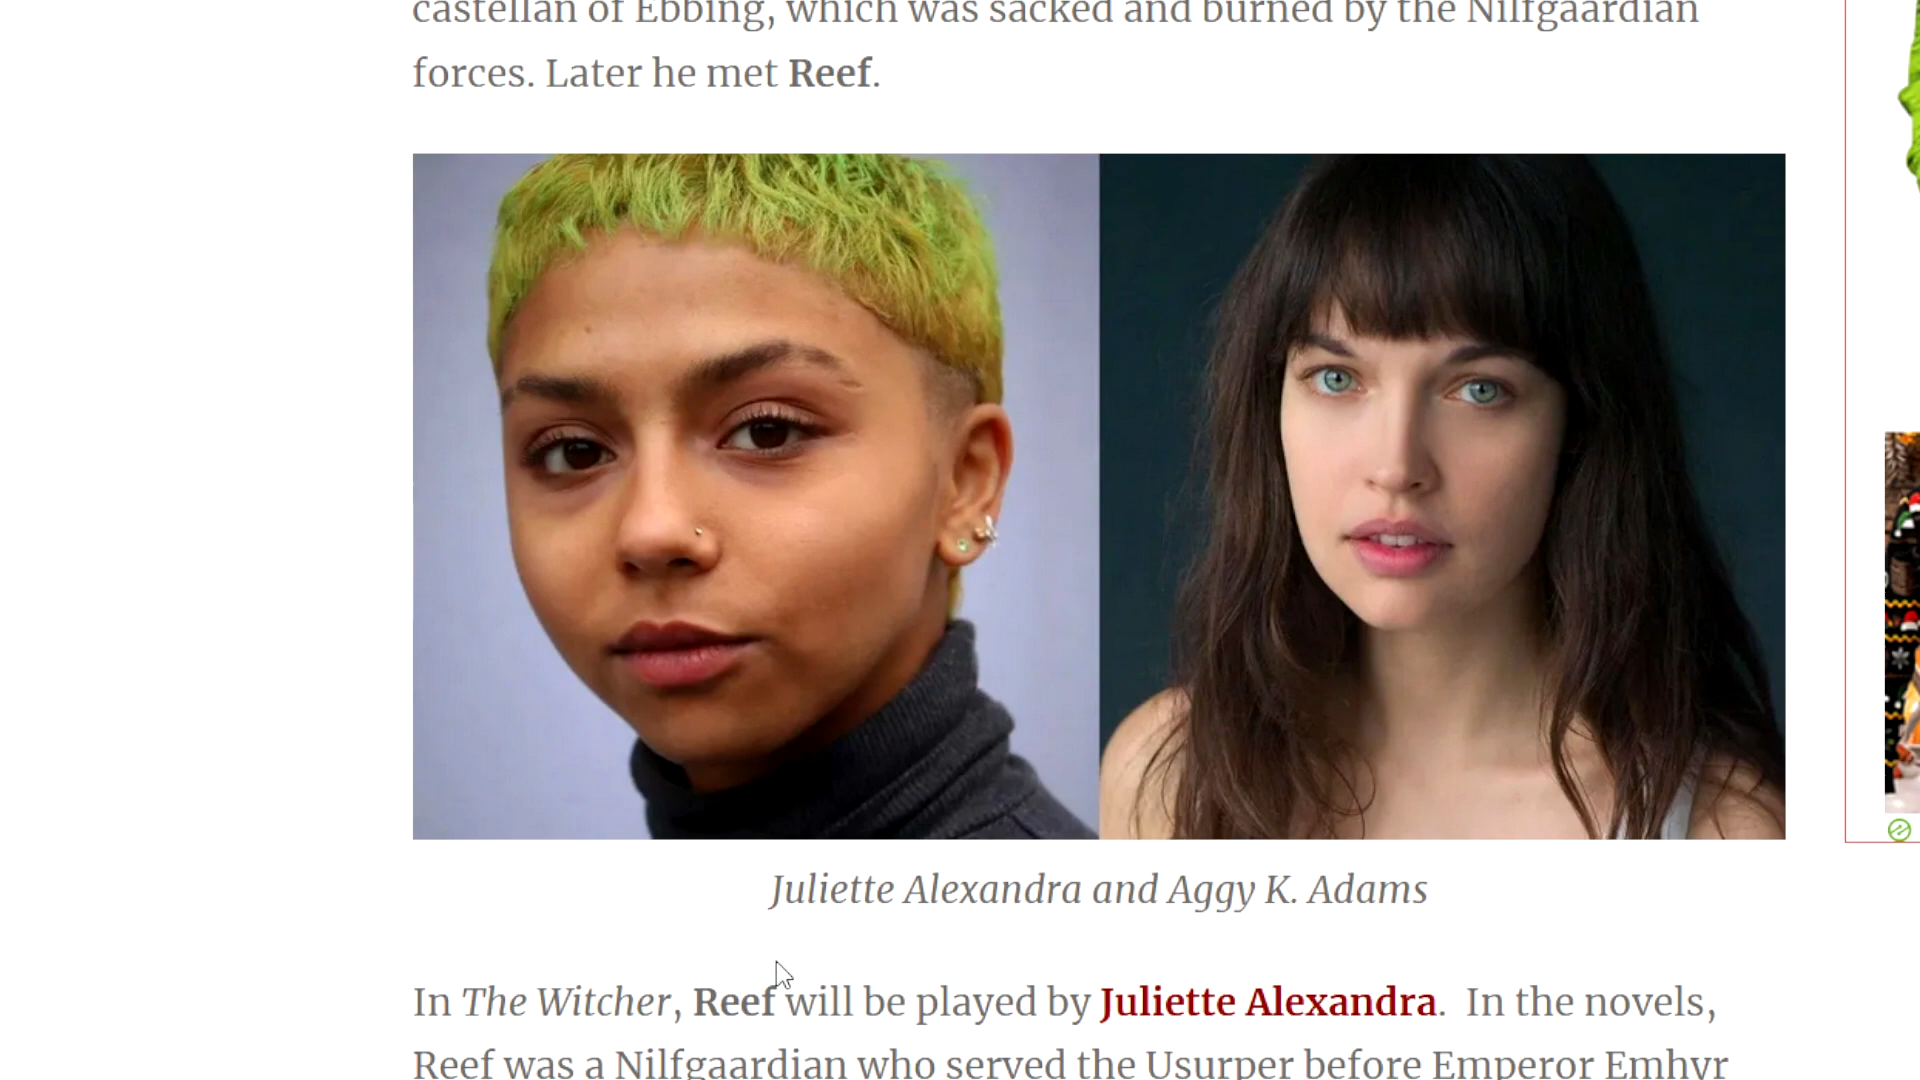 castellan of Ebbing, which was sacked and burned by the Nilfgaardian
forces. Later he met Reef.
Juliette Alexandra and Aggy K. Adams
In The Witcher, Reef will be played by Juliette Alexandra. In the novels,
Reef was a Nilfgaardian who served the Usurper before Emperor Emhyr